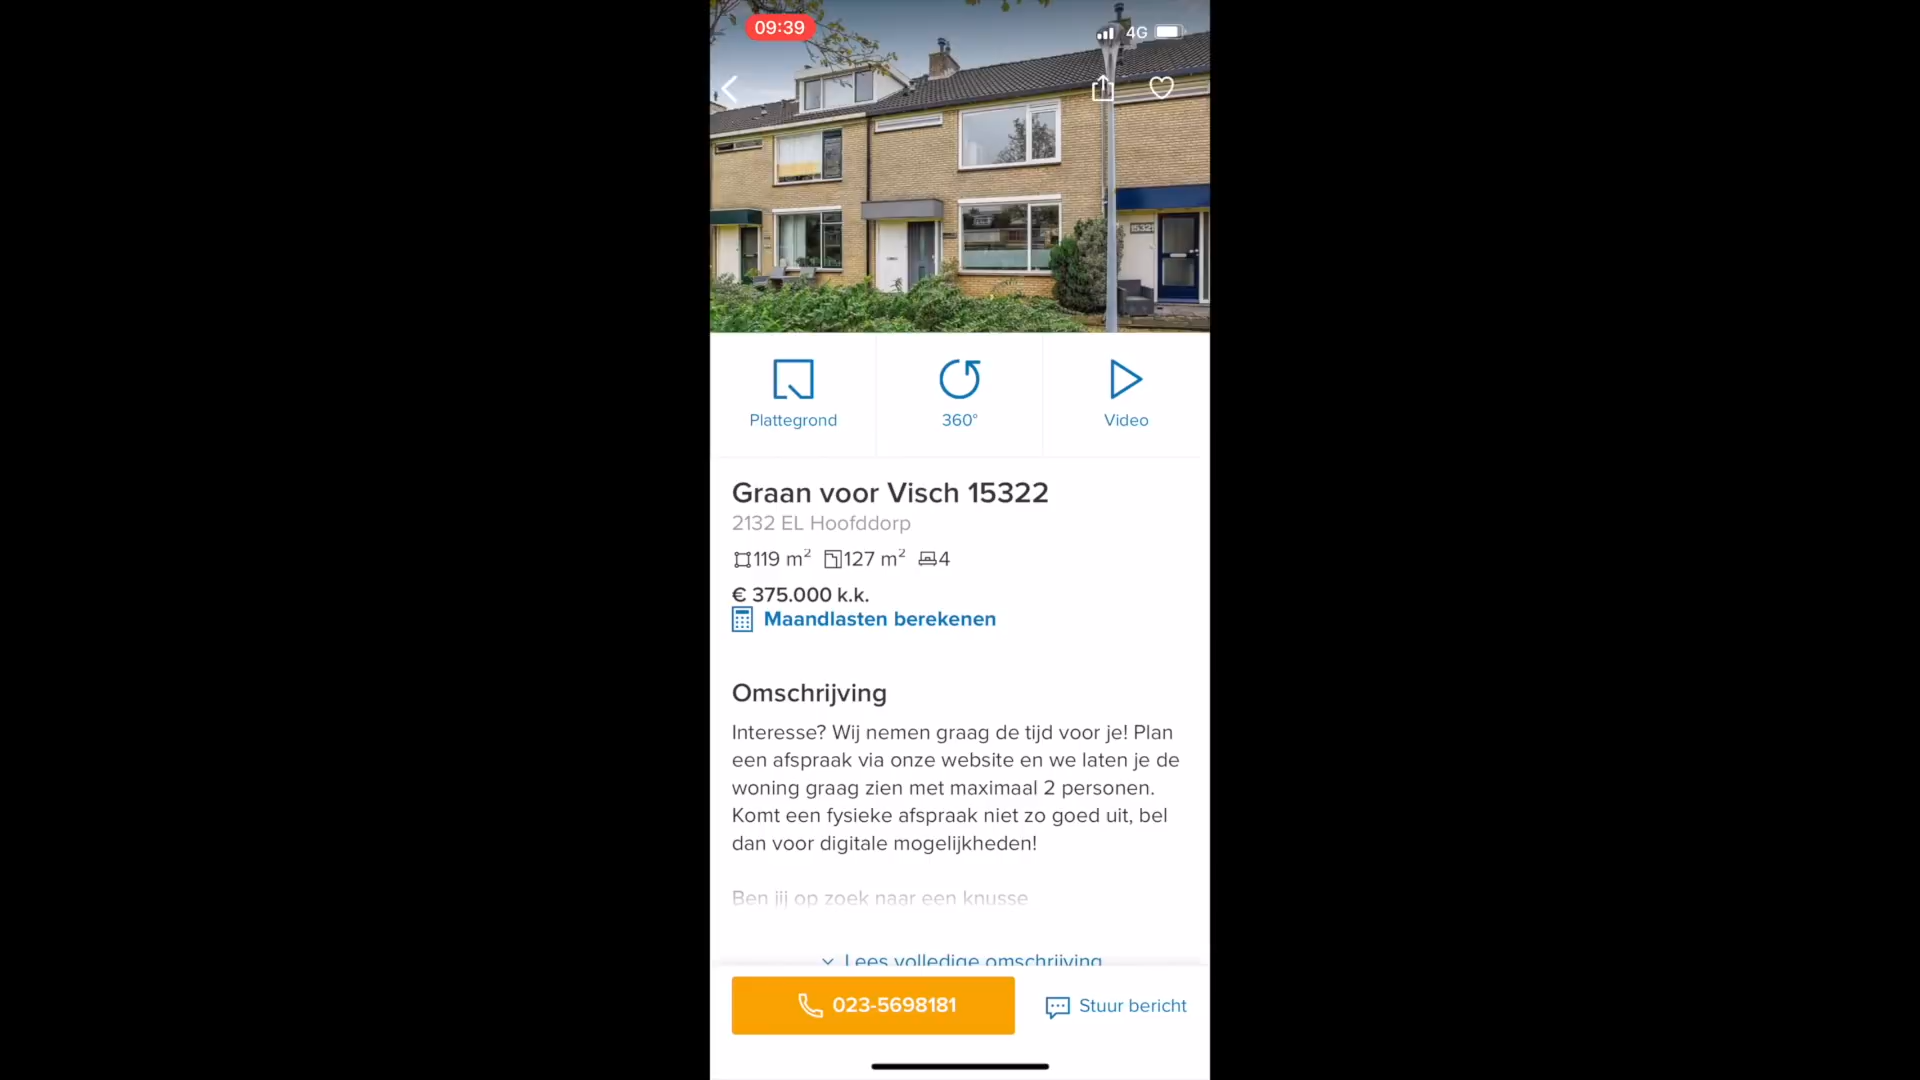 09:39
4G
1532
Plattegrond
360°
Video
Graan voor Visch 15322
2132 EL Hoofddorp
119 m² 127 m² 4
€ 375.000 k.k.
Maandlasten berekenen
Omschrijving
Interesse? Wij nemen graag de tijd voor je! Plan
een afspraak via onze website en we laten je de
woning graag zien met maximaal 2 personen.
Komt een fysieke afspraak niet zo goed uit, bel
dan voor digitale mogelijkheden!
Ben jij op zoek naar een knusse
Lees volledige omschrijving
023-5698181
Stuur bericht